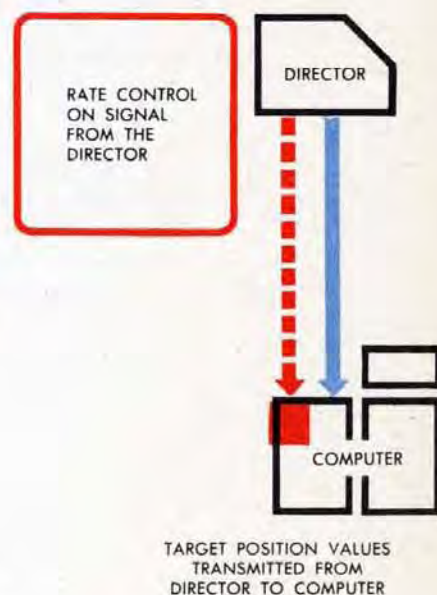 RATE CONTROL
ON SIGNAL
FROM THE
DIRECTOR
DIRECTOR
COMPUTER
TARGET POSITION VALUES
TRANSMITTED FROM
DIRECTOR TO COMPUTER